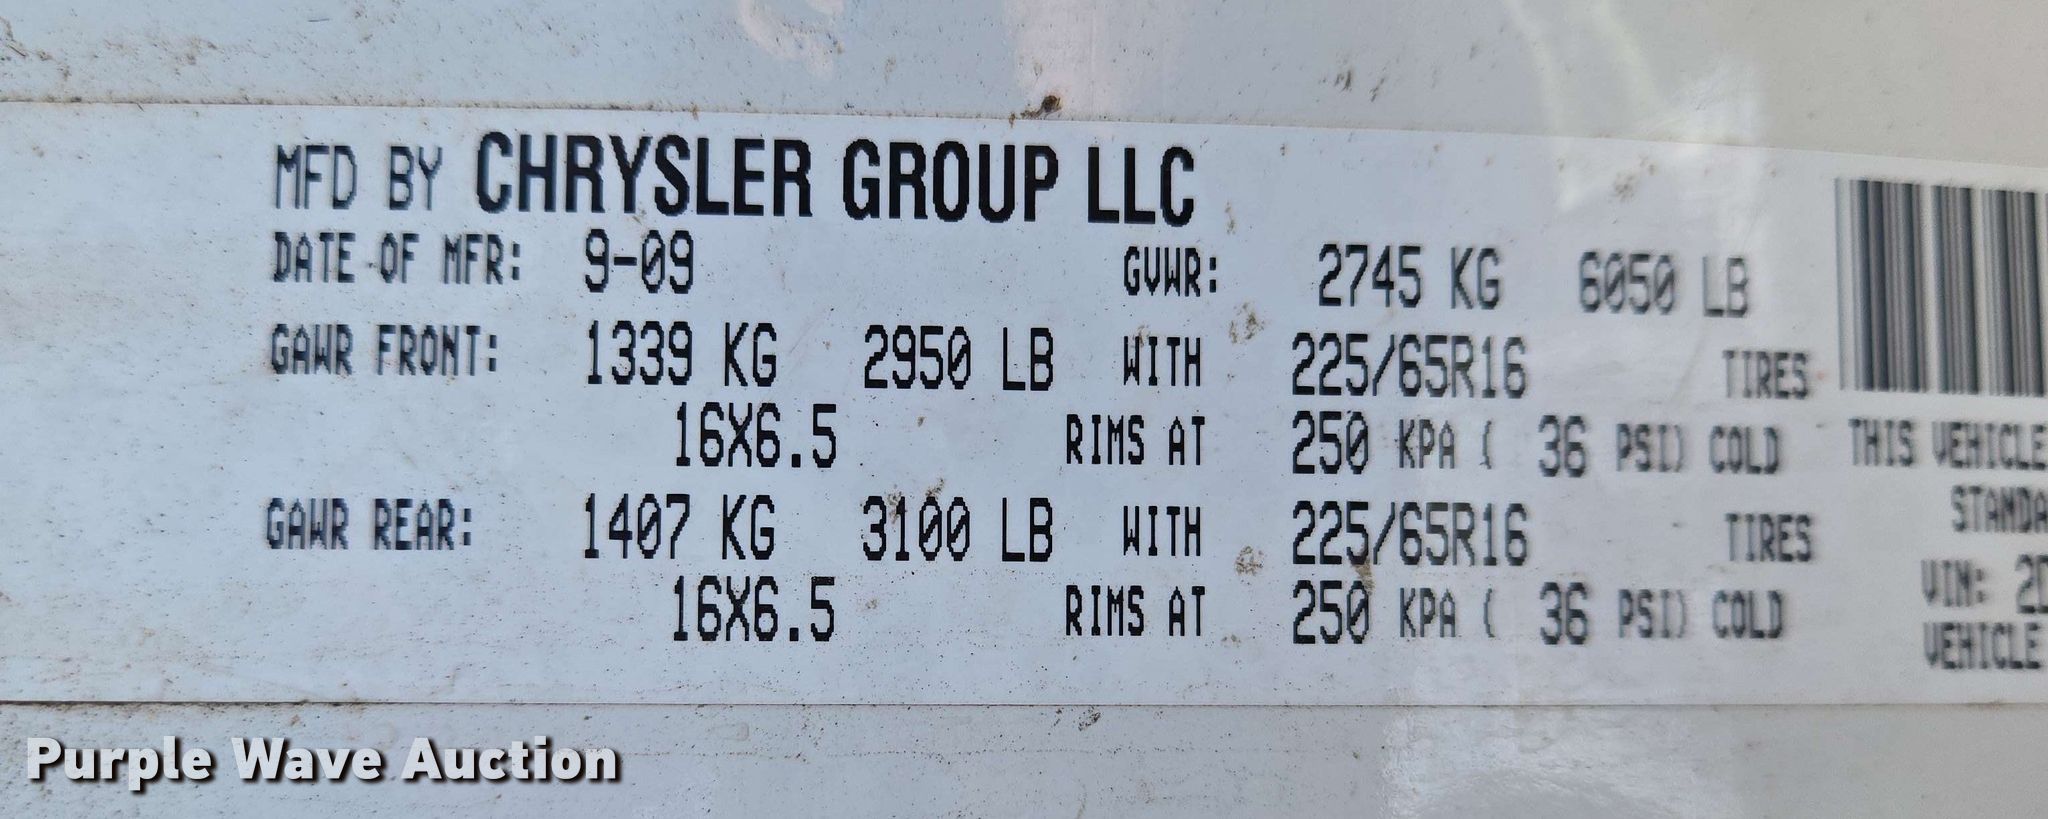 MFD BY CHRYSLER GROUP LLC
DATE OF MFR: 9-09 GVWR: 2745 KG 6050 LB
GAWR FRONT: 1339 KG 2950 LB WITH 225/65R16 TIRES
16X6.5 RIMS AT 250 KPA ( 36 PSI) COLD
GAWR REAR: 1407 KG 3100 LB WITH 225/65R16 TIRES
16X6.5 RIMS AT 250 KPA ( 36 PSI) COLD
THIS VEHICLE
STANDA
VIN: 2D
VEHICLE
Purple Wave Auction